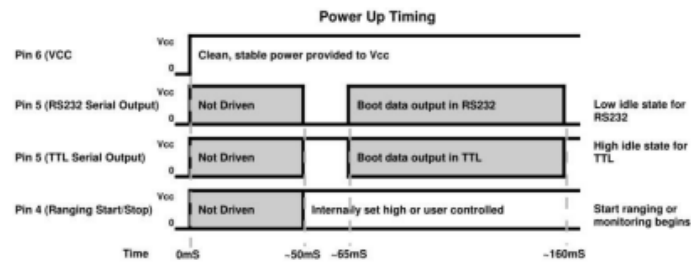 Power Up Timing
Pin 6 (VCC
Vcc
0
Clean, stable power provided to Vcc
Pin 5 (RS232 Serial Output)
Vcc
0
Not Driven
Boot data output in RS232
Low idle state for
RS232
Pin 5 (TTL Serial Output)
Vcc
0
Not Driven
Boot data output in TTL
High idle state for
TTL
Pin 4 (Ranging Start/Stop)
Vcc
0
Not Driven
Internally set high or user controlled
Start ranging or
monitoring begins
Time
0mS
~50mS
~65mS
~160mS